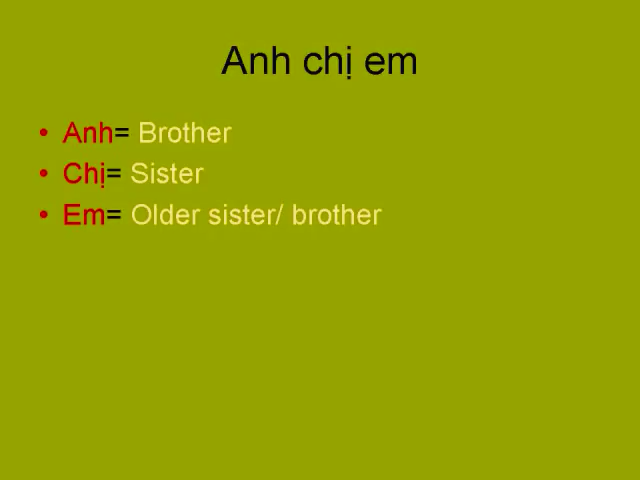 Anh chị em
• Anh= Brother
• Chị= Sister
• Em= Older sister/ brother